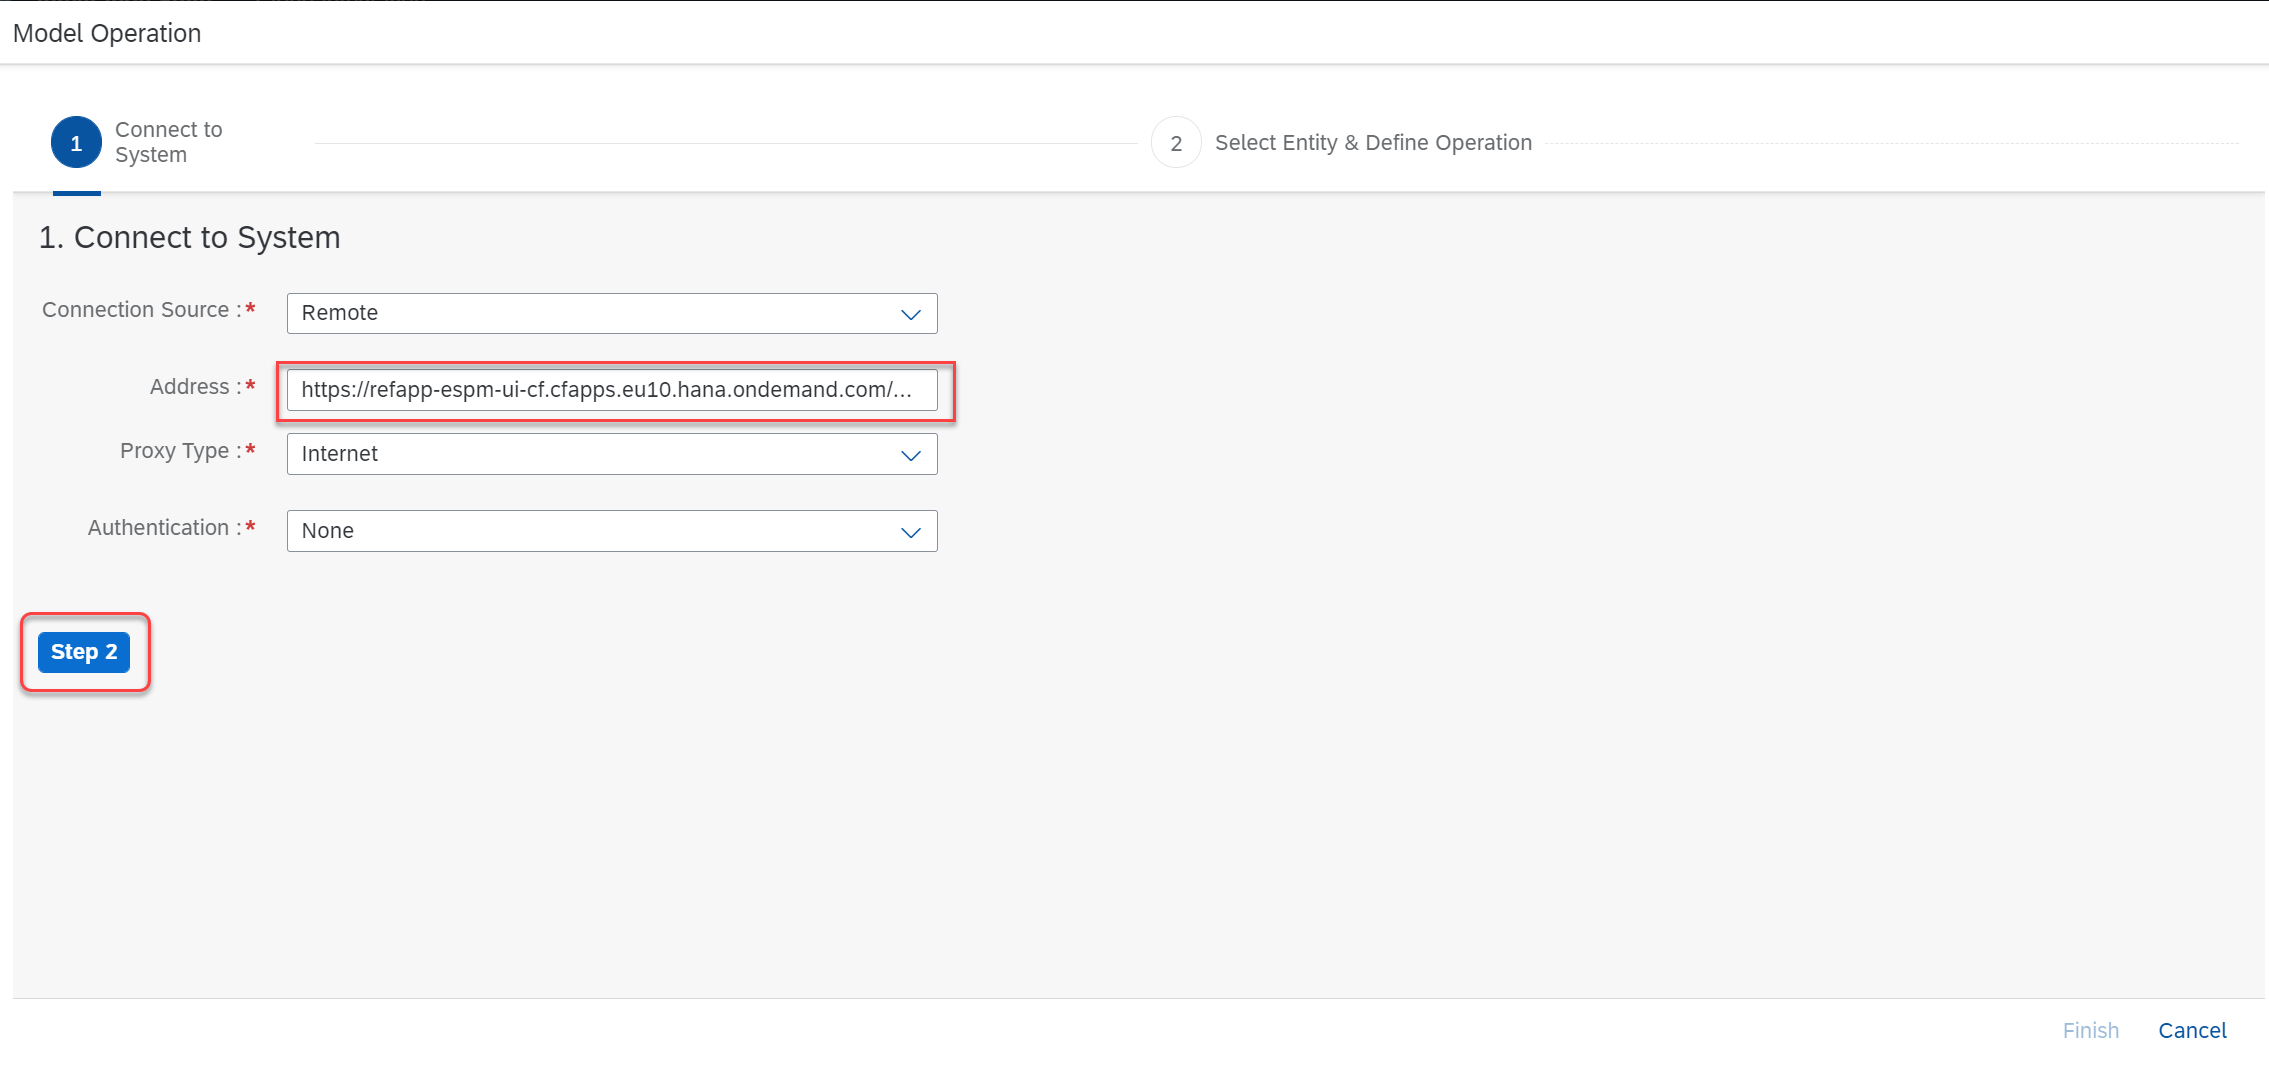 Model Operation
1
Connect to
System
2
Select Entity & Define Operation
1. Connect to System
Connection Source :*
Remote
Address :*
https://refapp-espm-ui-cf.cfapps.eu10.hana.ondemand.com/...
Proxy Type :*
Internet
Authentication :*
None
Step 2
Finish
Cancel